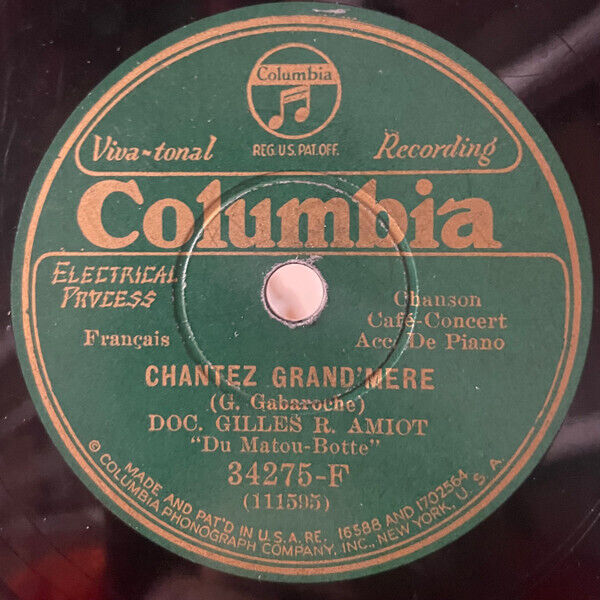 Columbia
REG. U.S. PAT. OFF.
Viva-tonal Recording
Columbia
ELECTRICAL
PROCESS
Français
Chanson
Café-Concert
Acc. De Piano
CHANTEZ GRAND'MERE
(G. Gabaroche)
DOC. GILLES R. AMIOT
"Du Matou-Botte"
34275-F
(111595)
MADE AND PAT'D IN U.S.A. RE. 16588 AND 1702564
© COLUMBIA PHONOGRAPH COMPANY, INC., NEW YORK, U.S.A.